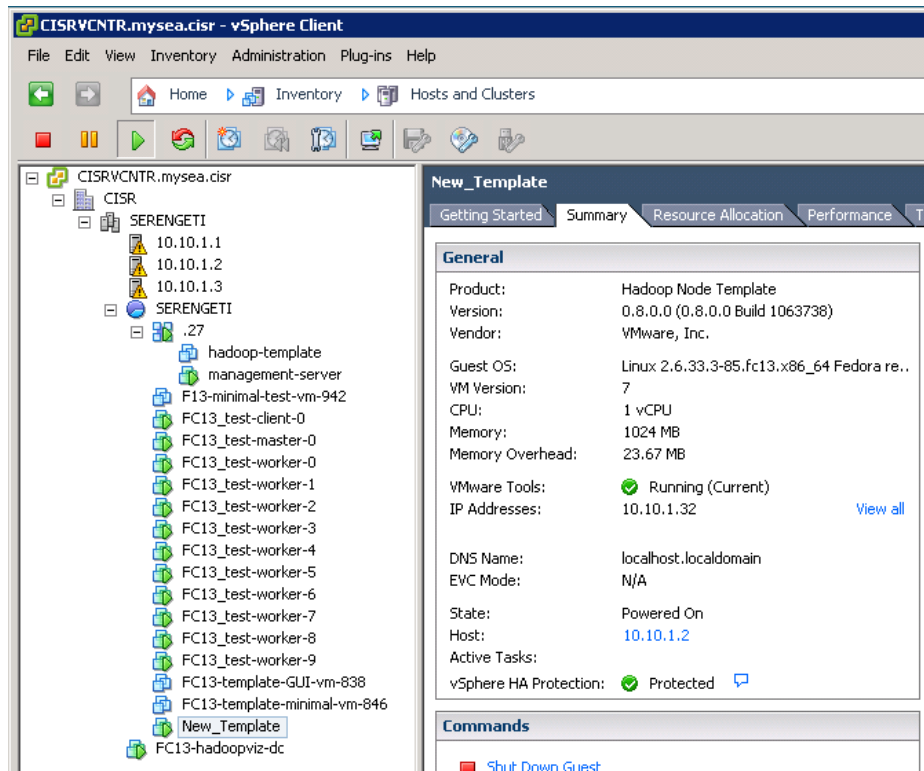 CISRVCNTR.mysea.cisr - vSphere Client
File Edit View Inventory Administration Plug-ins Help
Home Inventory Hosts and Clusters
CISRVCNTR.mysea.cisr
CISR
SERENGETI
10.10.1.1
10.10.1.2
10.10.1.3
SERENGETI
.27
hadoop-template
management-server
F13-minimal-test-vm-942
FC13_test-client-0
FC13_test-master-0
FC13_test-worker-0
FC13_test-worker-1
FC13_test-worker-2
FC13_test-worker-3
FC13_test-worker-4
FC13_test-worker-5
FC13_test-worker-6
FC13_test-worker-7
FC13_test-worker-8
FC13_test-worker-9
FC13-template-GUI-vm-838
FC13-template-minimal-vm-846
New_Template
FC13-hadoopviz-dc
New_Template
Getting Started Summary Resource Allocation Performance T
General
Product: Hadoop Node Template
Version: 0.8.0.0 (0.8.0.0 Build 1063738)
Vendor: VMware, Inc.
Guest OS: Linux 2.6.33.3-85.fc13.x86_64 Fedora re..
VM Version: 7
CPU: 1 vCPU
Memory: 1024 MB
Memory Overhead: 23.67 MB
VMware Tools: Running (Current)
IP Addresses: 10.10.1.32 View all
DNS Name: localhost.localdomain
EVC Mode: N/A
State: Powered On
Host: 10.10.1.2
Active Tasks:
vSphere HA Protection: Protected
Commands
Shut Down Guest